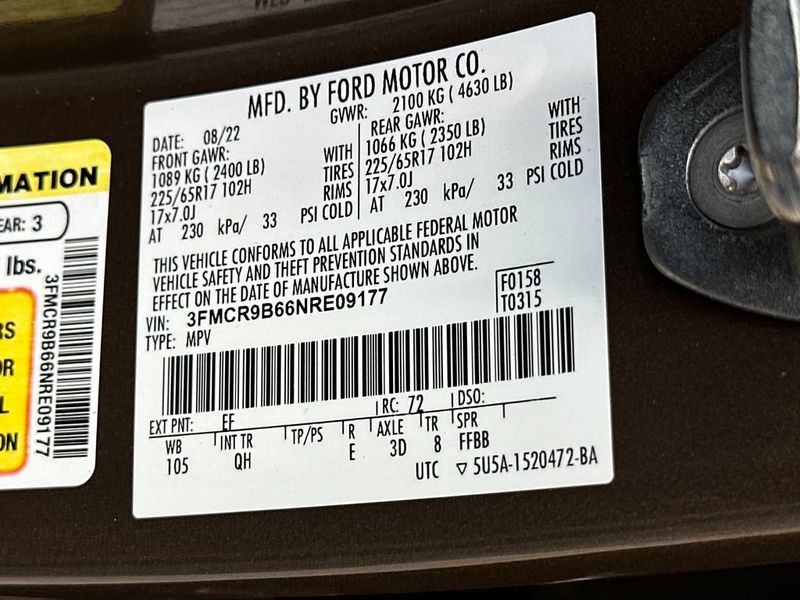 MFD. BY FORD MOTOR CO.
DATE: 08/22
GVWR: 2100 KG ( 4630 LB)
FRONT GAWR:
1089 KG ( 2400 LB) WITH
225/65R17 102H TIRES
17x7.0J RIMS
AT 230 kPa/ 33 PSI COLD
REAR GAWR:
1066 KG ( 2350 LB) WITH
225/65R17 102H TIRES
17x7.0J RIMS
AT 230 kPa/ 33 PSI COLD
THIS VEHICLE CONFORMS TO ALL APPLICABLE FEDERAL MOTOR
VEHICLE SAFETY AND THEFT PREVENTION STANDARDS IN
EFFECT ON THE DATE OF MANUFACTURE SHOWN ABOVE.
VIN: 3FMCR9B66NRE09177
TYPE: MPV
F0158
T0315
EXT PNT: EF RC: 72 DSO:
WB INT TR TP/PS R AXLE TR SPR
105 QH E 3D 8 FFBB
UTC ▽ 5U5A-1520472-BA
MATION
EAR: 3
lbs.
RS
OR
L
ON
3FMCR9B66NRE09177